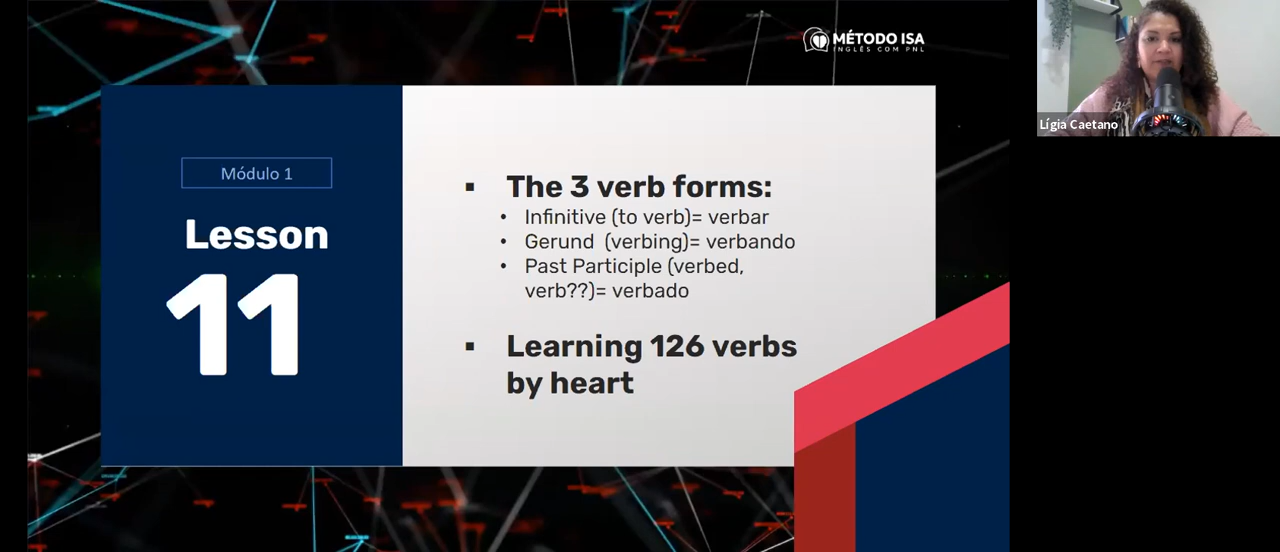 MÉTODO ISA
INGLÊS COM PNL
Lígia Caetano
Módulo 1
Lesson
11
▪ The 3 verb forms:
• Infinitive (to verb)= verbar
• Gerund (verbing)= verbando
• Past Participle (verbed,
verb??)= verbado
▪ Learning 126 verbs
by heart